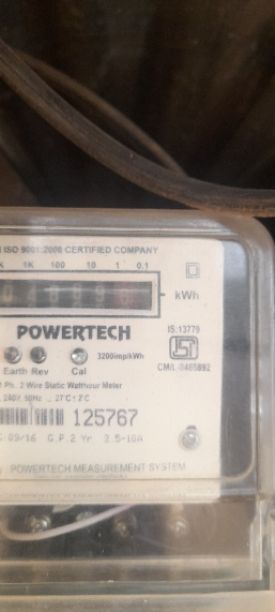 ISO 9001:2008 CERTIFIED COMPANY
K 1K 100 10 1 0.1
kWh
POWERTECH
IS:13779
Earth Rev Cal 3200imp/kWh
CM/L-0465892
Ph. 2 Wire Static Watthour Meter
240V 50Hz 27°C±2°C
125767
09/16 G.P.2 Yr 2.5-10A
POWERTECH MEASUREMENT SYSTEM